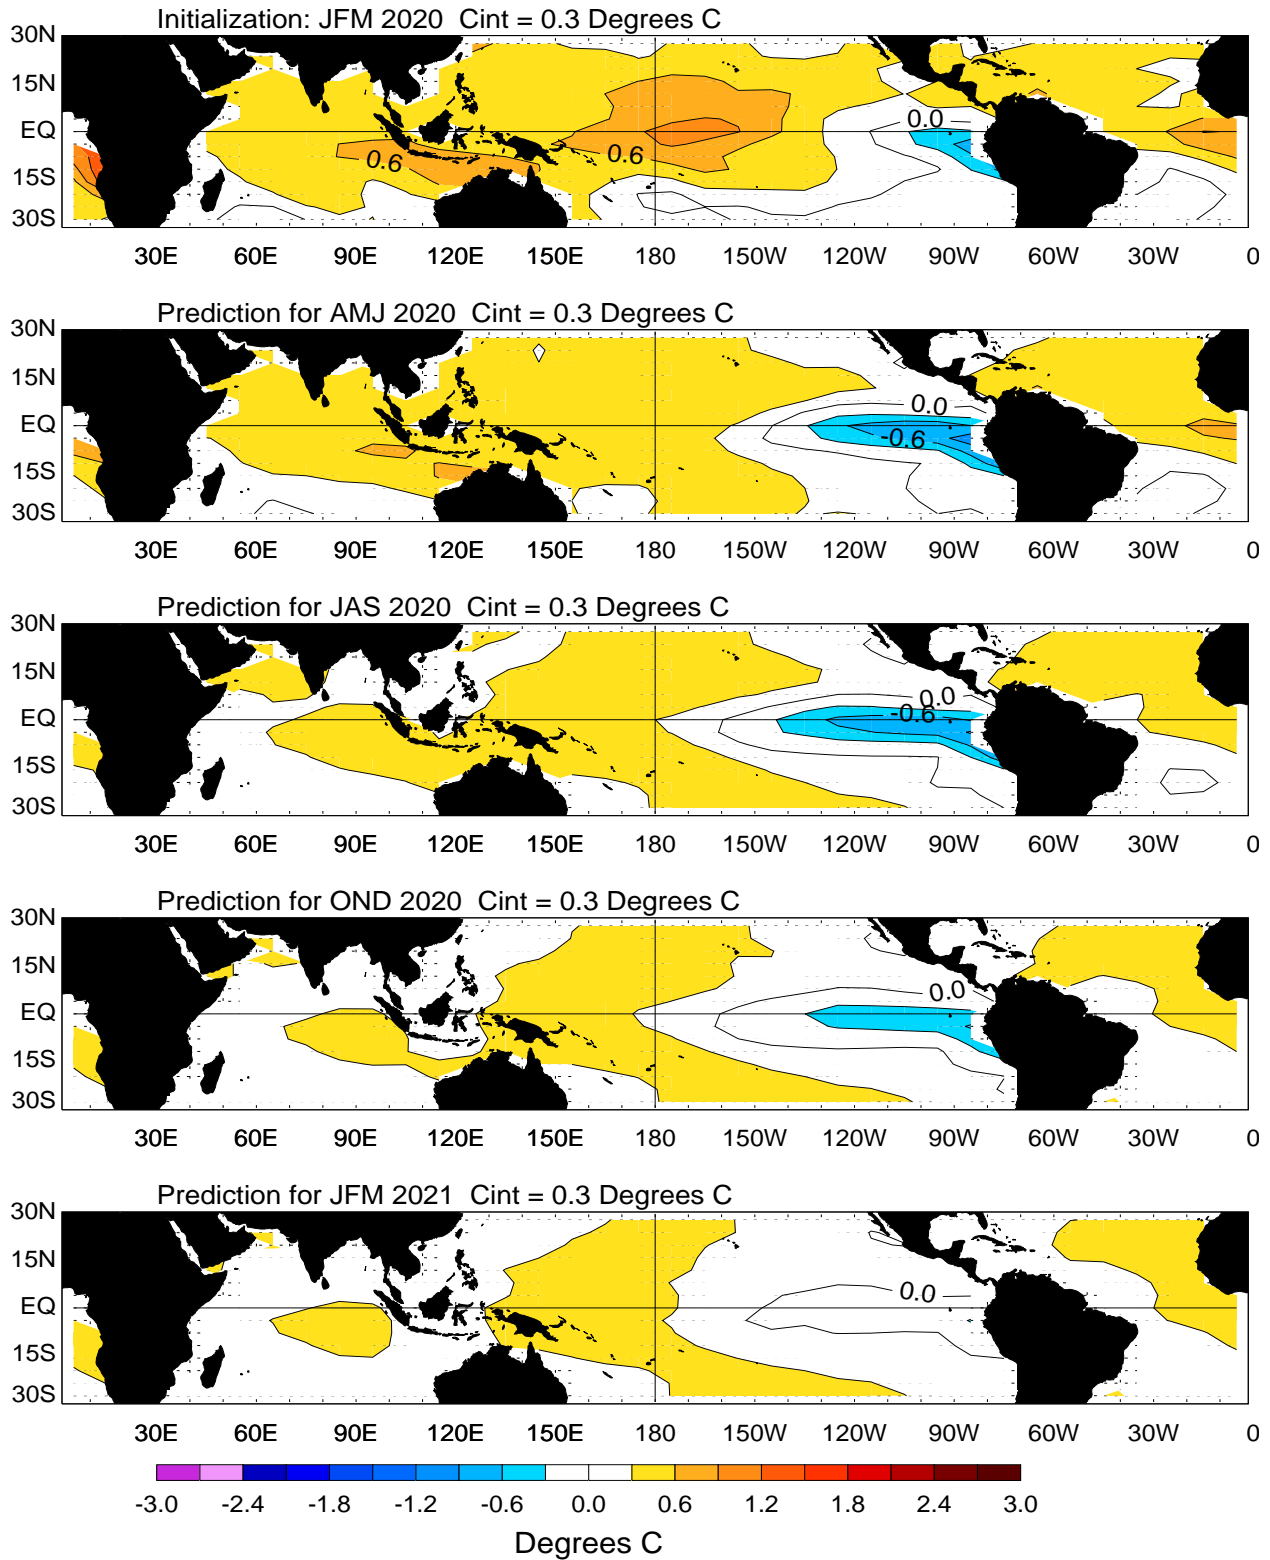 Initialization: JFM 2020  Cint = 0.3 Degrees C
30N
15N
0.0
EQ
0.6
0.6
15S
30S
30E 60E 90E 120E 150E 180 150W 120W 90W 60W 30W 0
Prediction for AMJ 2020  Cint = 0.3 Degrees C
30N
15N
0.0
EQ
-0.6
15S
30S
30E 60E 90E 120E 150E 180 150W 120W 90W 60W 30W 0
Prediction for JAS 2020  Cint = 0.3 Degrees C
30N
15N
0.0
-0.6
EQ
15S
30S
30E 60E 90E 120E 150E 180 150W 120W 90W 60W 30W 0
Prediction for OND 2020  Cint = 0.3 Degrees C
30N
15N
0.0
EQ
15S
30S
30E 60E 90E 120E 150E 180 150W 120W 90W 60W 30W 0
Prediction for JFM 2021  Cint = 0.3 Degrees C
30N
15N
0.0
EQ
15S
30S
30E 60E 90E 120E 150E 180 150W 120W 90W 60W 30W 0
-3.0 -2.4 -1.8 -1.2 -0.6 0.0 0.6 1.2 1.8 2.4 3.0
Degrees C